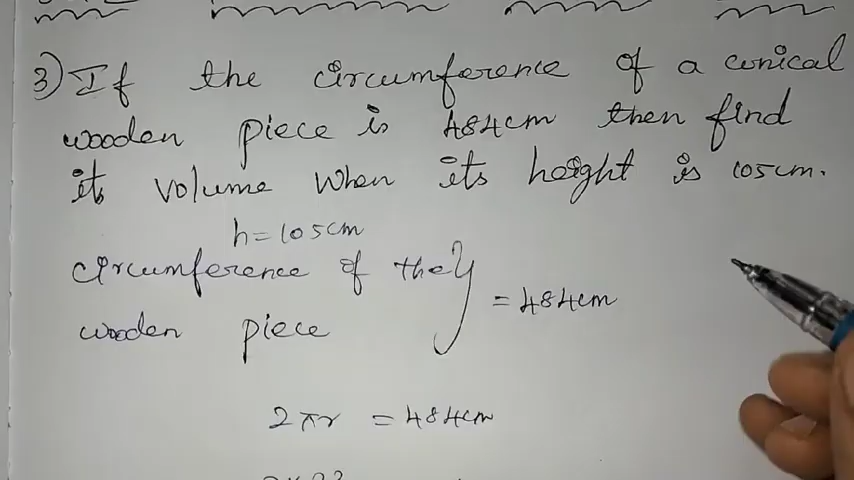 3) If the circumference of a conical
wooden piece is 484cm then find
its volume when its height is 105cm.
h=105cm
circumference of the } = 484cm
wooden piece
2πr = 484cm